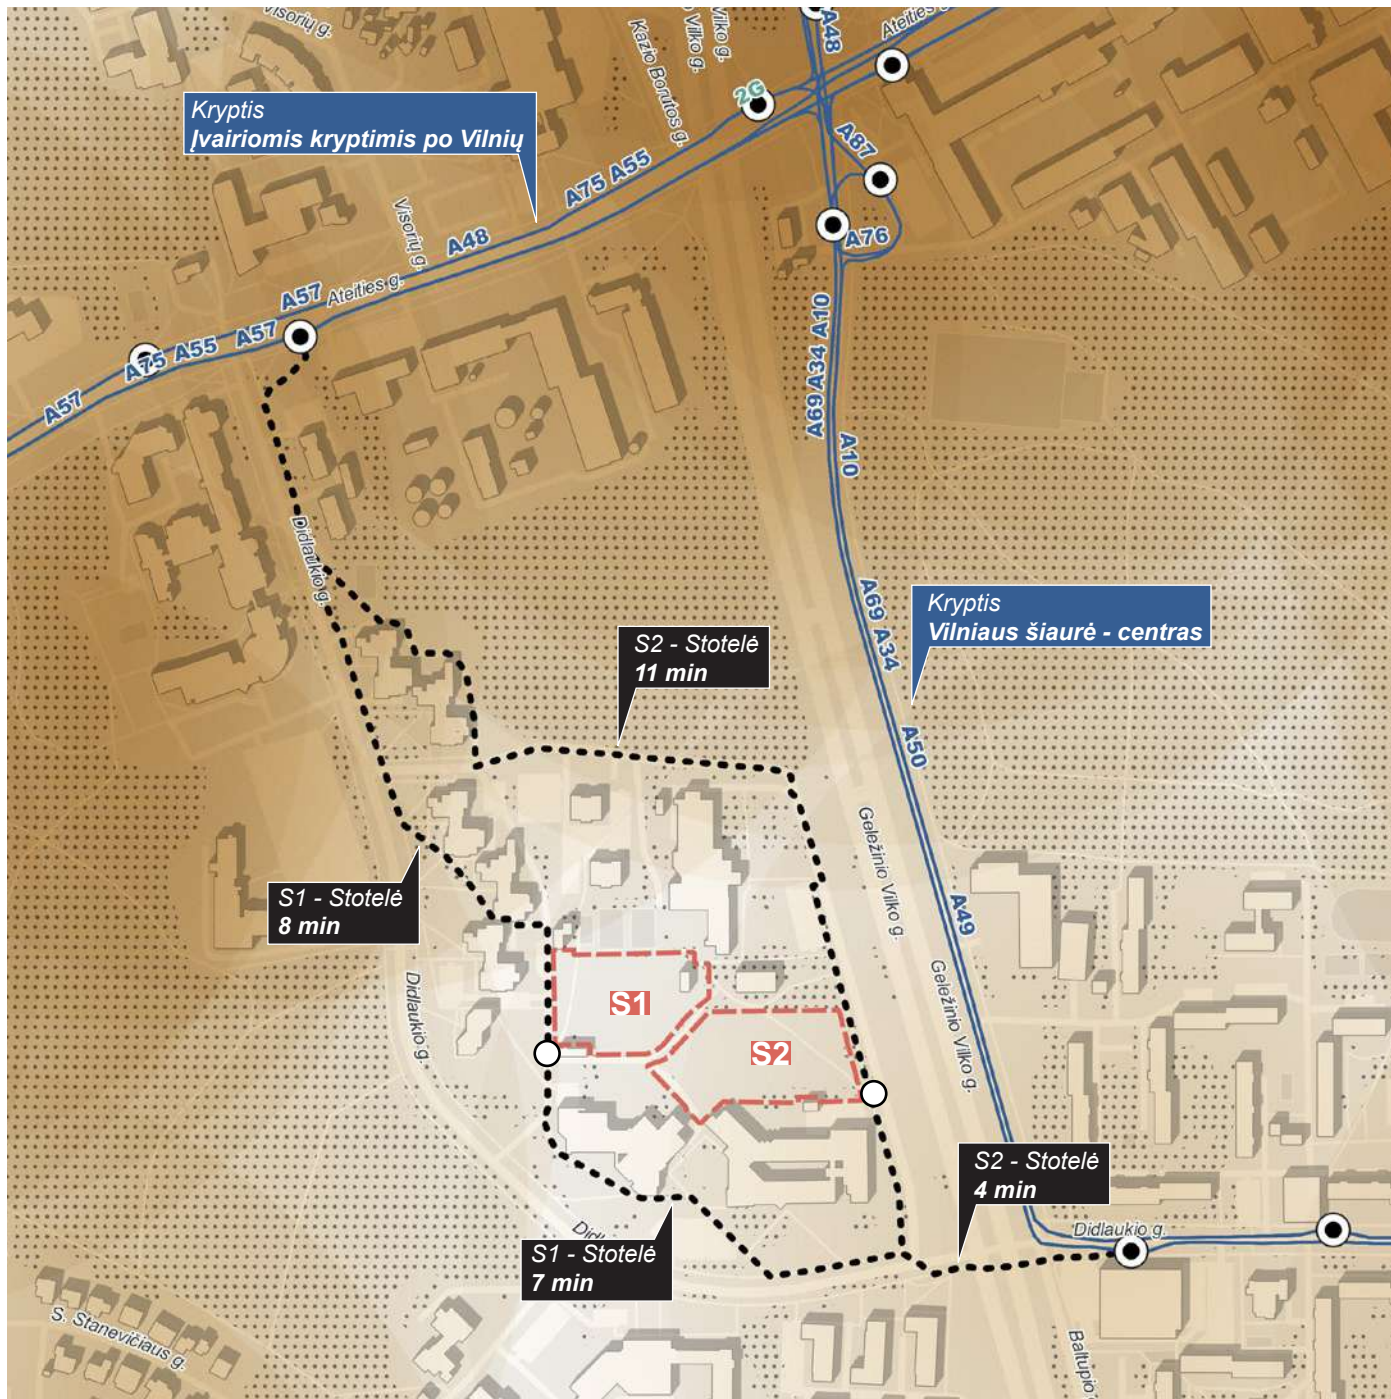 Visorių g.
Vilko g.
Vilko g.
Kazio Borutos g.
A48
Ateities g.
2G
Kryptis
Įvairiomis kryptimis po Vilnių
A87
A75 A55
A76
Visorių g.
A48
A57
Ateities g.
A57
A75 A55
A57
A69 A34 A10
A10
Didlaukio g.
A69 A34
Kryptis
Vilniaus šiaurė - centras
S2 - Stotelė
11 min
A50
Geležinio Vilko g.
S1 - Stotelė
8 min
A49
Geležinio Vilko g.
Didlaukio g.
S1
S2
S2 - Stotelė
4 min
Didlaukio g.
S1 - Stotelė
7 min
S. Stanevičiaus g.